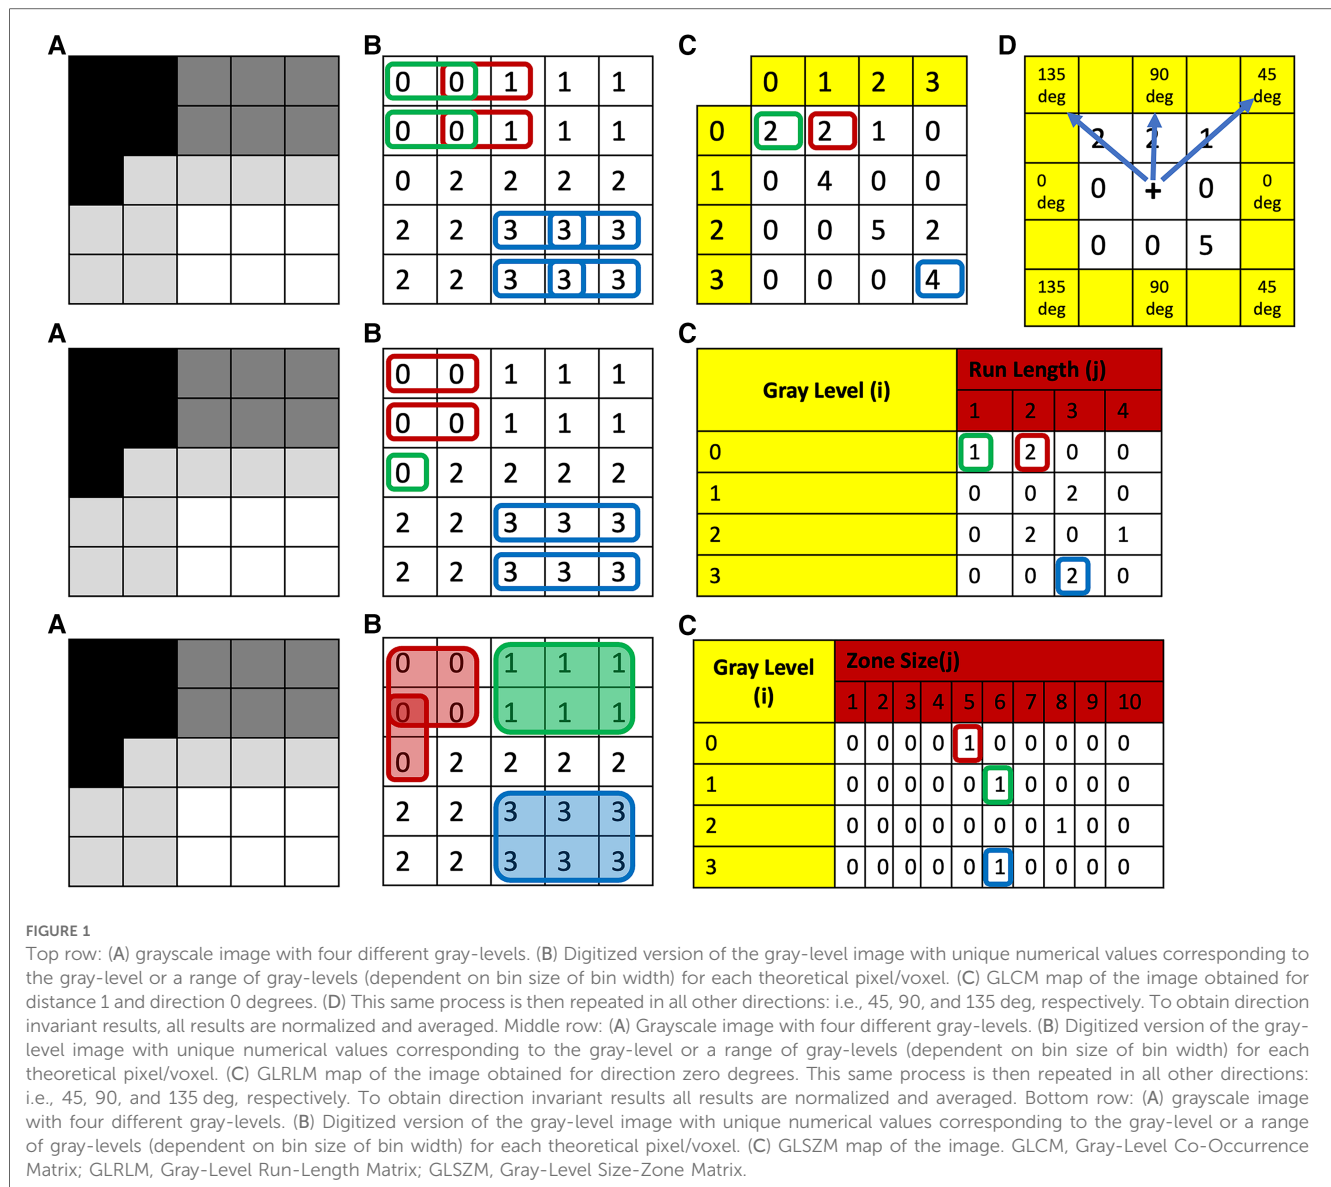 A
B
C
D
0 0 1 1 1
0 0 1 1 1
0 2 2 2 2
2 2 3 3 3
2 2 3 3 3
0 1 2 3
0 2 2 1 0
1 0 4 0 0
2 0 0 5 2
3 0 0 0 4
135 deg 90 deg 45 deg
2 2 1
0 deg 0 + 0 0 deg
0 0 5
135 deg 90 deg 45 deg
A
B
C
0 0 1 1 1
0 0 1 1 1
0 2 2 2 2
2 2 3 3 3
2 2 3 3 3
Gray Level (i) Run Length (j)
1 2 3 4
0 1 2 0 0
1 0 0 2 0
2 0 2 0 1
3 0 0 2 0
A
B
C
0 0 1 1 1
0 0 1 1 1
0 2 2 2 2
2 2 3 3 3
2 2 3 3 3
Gray Level (i) Zone Size(j)
1 2 3 4 5 6 7 8 9 10
0 0 0 0 0 1 0 0 0 0 0
1 0 0 0 0 0 1 0 0 0 0
2 0 0 0 0 0 0 0 1 0 0
3 0 0 0 0 0 1 0 0 0 0
FIGURE 1
Top row: (A) grayscale image with four different gray-levels. (B) Digitized version of the gray-level image with unique numerical values corresponding to
the gray-level or a range of gray-levels (dependent on bin size of bin width) for each theoretical pixel/voxel. (C) GLCM map of the image obtained for
distance 1 and direction 0 degrees. (D) This same process is then repeated in all other directions: i.e., 45, 90, and 135 deg, respectively. To obtain direction
invariant results, all results are normalized and averaged. Middle row: (A) Grayscale image with four different gray-levels. (B) Digitized version of the gray-
level image with unique numerical values corresponding to the gray-level or a range of gray-levels (dependent on bin size of bin width) for each
theoretical pixel/voxel. (C) GLRLM map of the image obtained for direction zero degrees. This same process is then repeated in all other directions:
i.e., 45, 90, and 135 deg, respectively. To obtain direction invariant results all results are normalized and averaged. Bottom row: (A) grayscale image
with four different gray-levels. (B) Digitized version of the gray-level image with unique numerical values corresponding to the gray-level or a range
of gray-levels (dependent on bin size of bin width) for each theoretical pixel/voxel. (C) GLSZM map of the image. GLCM, Gray-Level Co-Occurrence
Matrix; GLRLM, Gray-Level Run-Length Matrix; GLSZM, Gray-Level Size-Zone Matrix.